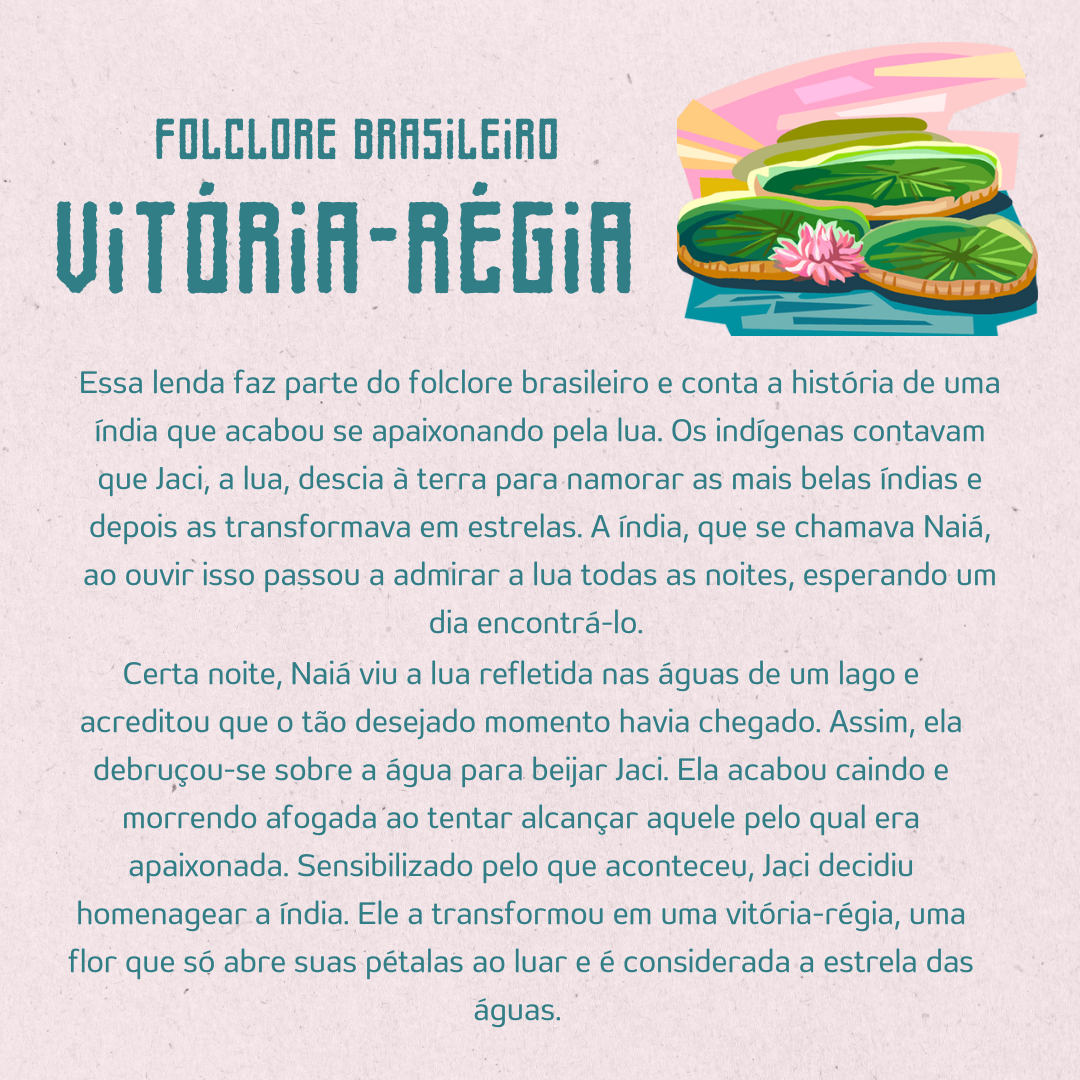 FOLCLORE BRASiLEiRO
ViTÓRiA-RÉGiA
Essa lenda faz parte do folclore brasileiro e conta a história de uma
índia que acabou se apaixonando pela lua. Os indígenas contavam
que Jaci, a lua, descia à terra para namorar as mais belas índias e
depois as transformava em estrelas. A índia, que se chamava Naiá,
ao ouvir isso passou a admirar a lua todas as noites, esperando um
dia encontrá-lo.
Certa noite, Naiá viu a lua refletida nas águas de um lago e
acreditou que o tão desejado momento havia chegado. Assim, ela
debruçou-se sobre a água para beijar Jaci. Ela acabou caindo e
morrendo afogada ao tentar alcançar aquele pelo qual era
apaixonada. Sensibilizado pelo que aconteceu, Jaci decidiu
homenagear a índia. Ele a transformou em uma vitória-régia, uma
flor que só abre suas pétalas ao luar e é considerada a estrela das
águas.